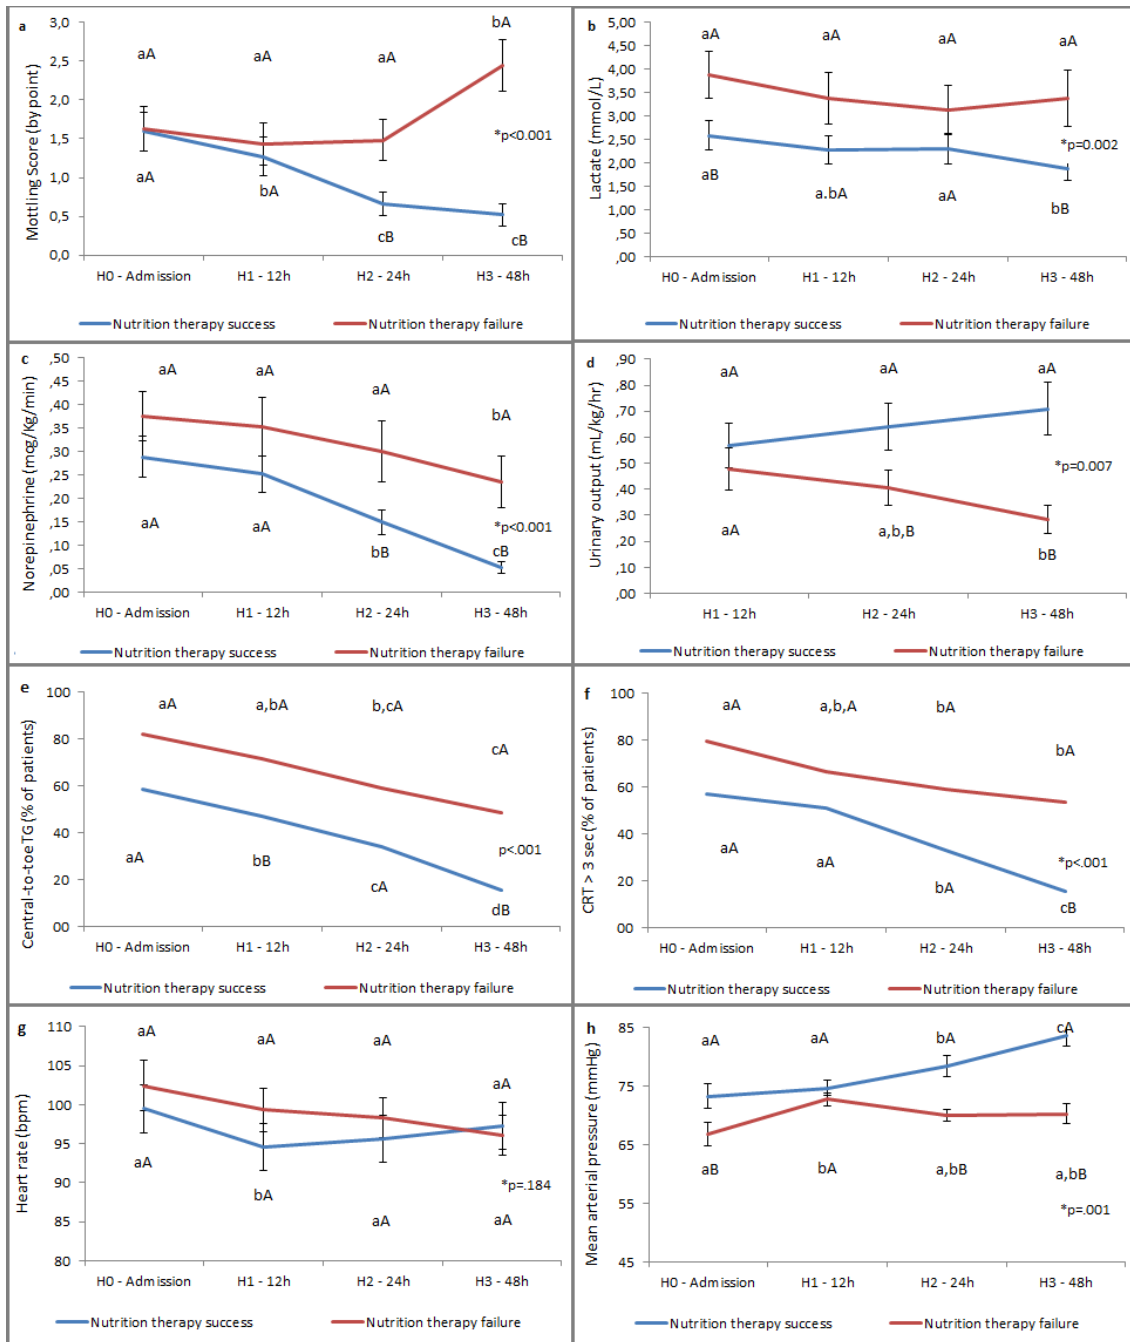 a
3,0
2,5
2,0
1,5
1,0
0,5
0,0
Mottling Score (by point)
aA
aA
aA
bA
*p<0.001
aA
bA
cB
cB
H0 - Admission
H1 - 12h
H2 - 24h
H3 - 48h
Nutrition therapy success
Nutrition therapy failure
b
5,00
4,50
4,00
3,50
3,00
2,50
2,00
1,50
1,00
,50
,00
Lactate (mmol/L)
aA
aA
aA
aA
*p=0.002
aB
a.bA
aA
bB
H0 - Admission
H1 - 12h
H2 - 24h
H3 - 48h
Nutrition therapy success
Nutrition therapy failure
c
,50
,45
,40
,35
,30
,25
,20
,15
,10
,05
,00
Norepinephrine (mcg/Kg/min)
aA
aA
aA
bA
*p<0.001
aA
aA
bB
cB
H0 - Admission
H1 - 12h
H2 - 24h
H3 - 48h
Nutrition therapy success
Nutrition therapy failure
d
,90
,80
,70
,60
,50
,40
,30
,20
,10
,00
Urinary output (mL/kg/hr)
aA
aA
aA
*p=0.007
aA
a,b,B
bB
H1 - 12h
H2 - 24h
H3 - 48h
Nutrition therapy success
Nutrition therapy failure
e
100
80
60
40
20
00
Central-to-toe TG (% of patients)
aA
a,bA
b,cA
cA
p<.001
aA
bB
cA
dB
H0 - Admission
H1 - 12h
H2 - 24h
H3 - 48h
Nutrition therapy success
Nutrition therapy failure
f
100
80
60
40
20
00
CRT > 3 sec (% of patients)
aA
a,b,A
bA
bA
*p<.001
aA
aA
bA
cB
H0 - Admission
H1 - 12h
H2 - 24h
H3 - 48h
Nutrition therapy success
Nutrition therapy failure
g
110
105
100
95
90
85
80
Heart rate (bpm)
aA
aA
aA
aA
*p=.184
aA
bA
aA
aA
H0 - Admission
H1 - 12h
H2 - 24h
H3 - 48h
Nutrition therapy success
Nutrition therapy failure
h
85
75
65
55
45
Mean arterial pressure (mmHg)
aA
aA
bA
cA
aB
bA
a,bB
a,bB
*p=.001
H0 - Admission
H1 - 12h
H2 - 24h
H3 - 48h
Nutrition therapy success
Nutrition therapy failure